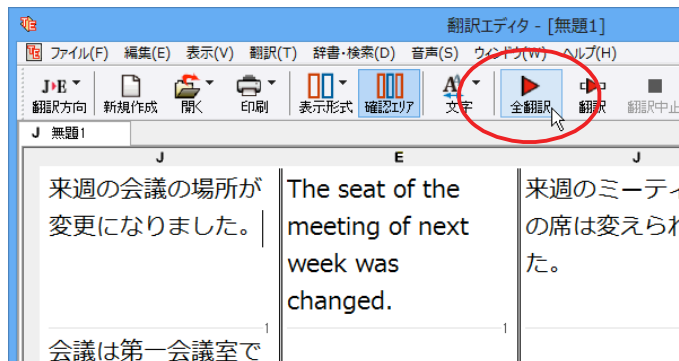 翻訳エディタ - [無題1]
ファイル(F) 編集(E) 表示(V) 翻訳(T) 辞書・検索(D) 音声(S) ウィンドウ(W) ヘルプ(H)
J▶E
翻訳方向 新規作成 開く 印刷 表示形式 確認エリア 文字 全翻訳 翻訳 翻訳中止
J 無題1
J E J
来週の会議の場所が
変更になりました。
1
会議は第一会議室で
The seat of the
meeting of next
week was
changed.
1
来週のミーティ
の席は変えられ
た。